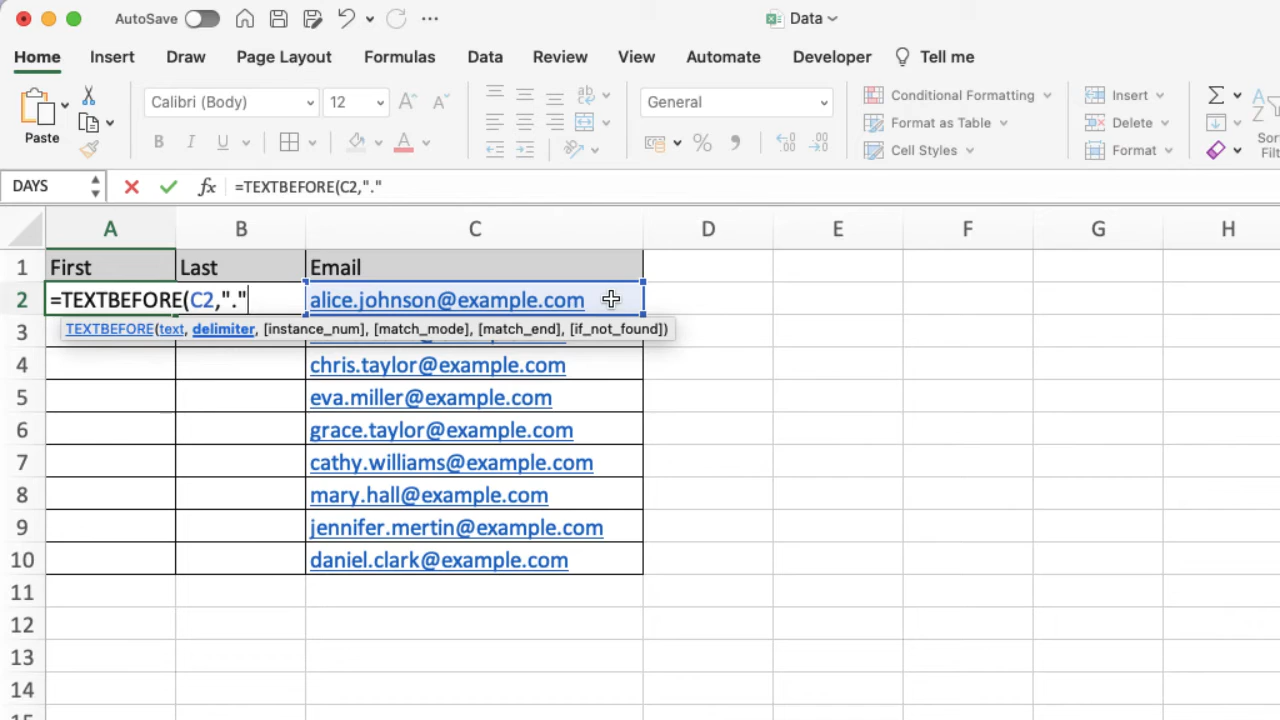 AutoSave
Data
Home Insert Draw Page Layout Formulas Data Review View Automate Developer Tell me
Paste
Calibri (Body) 12
General
Conditional Formatting
Format as Table
Cell Styles
Insert
Delete
Format
DAYS fx =TEXTBEFORE(C2,"."
A B C D E F G H
1 First Last Email
2 =TEXTBEFORE(C2,"." alice.johnson@example.com
TEXTBEFORE(text, delimiter, [instance_num], [match_mode], [match_end], [if_not_found])
3
4 chris.taylor@example.com
5 eva.miller@example.com
6 grace.taylor@example.com
7 cathy.williams@example.com
8 mary.hall@example.com
9 jennifer.mertin@example.com
10 daniel.clark@example.com
11
12
13
14